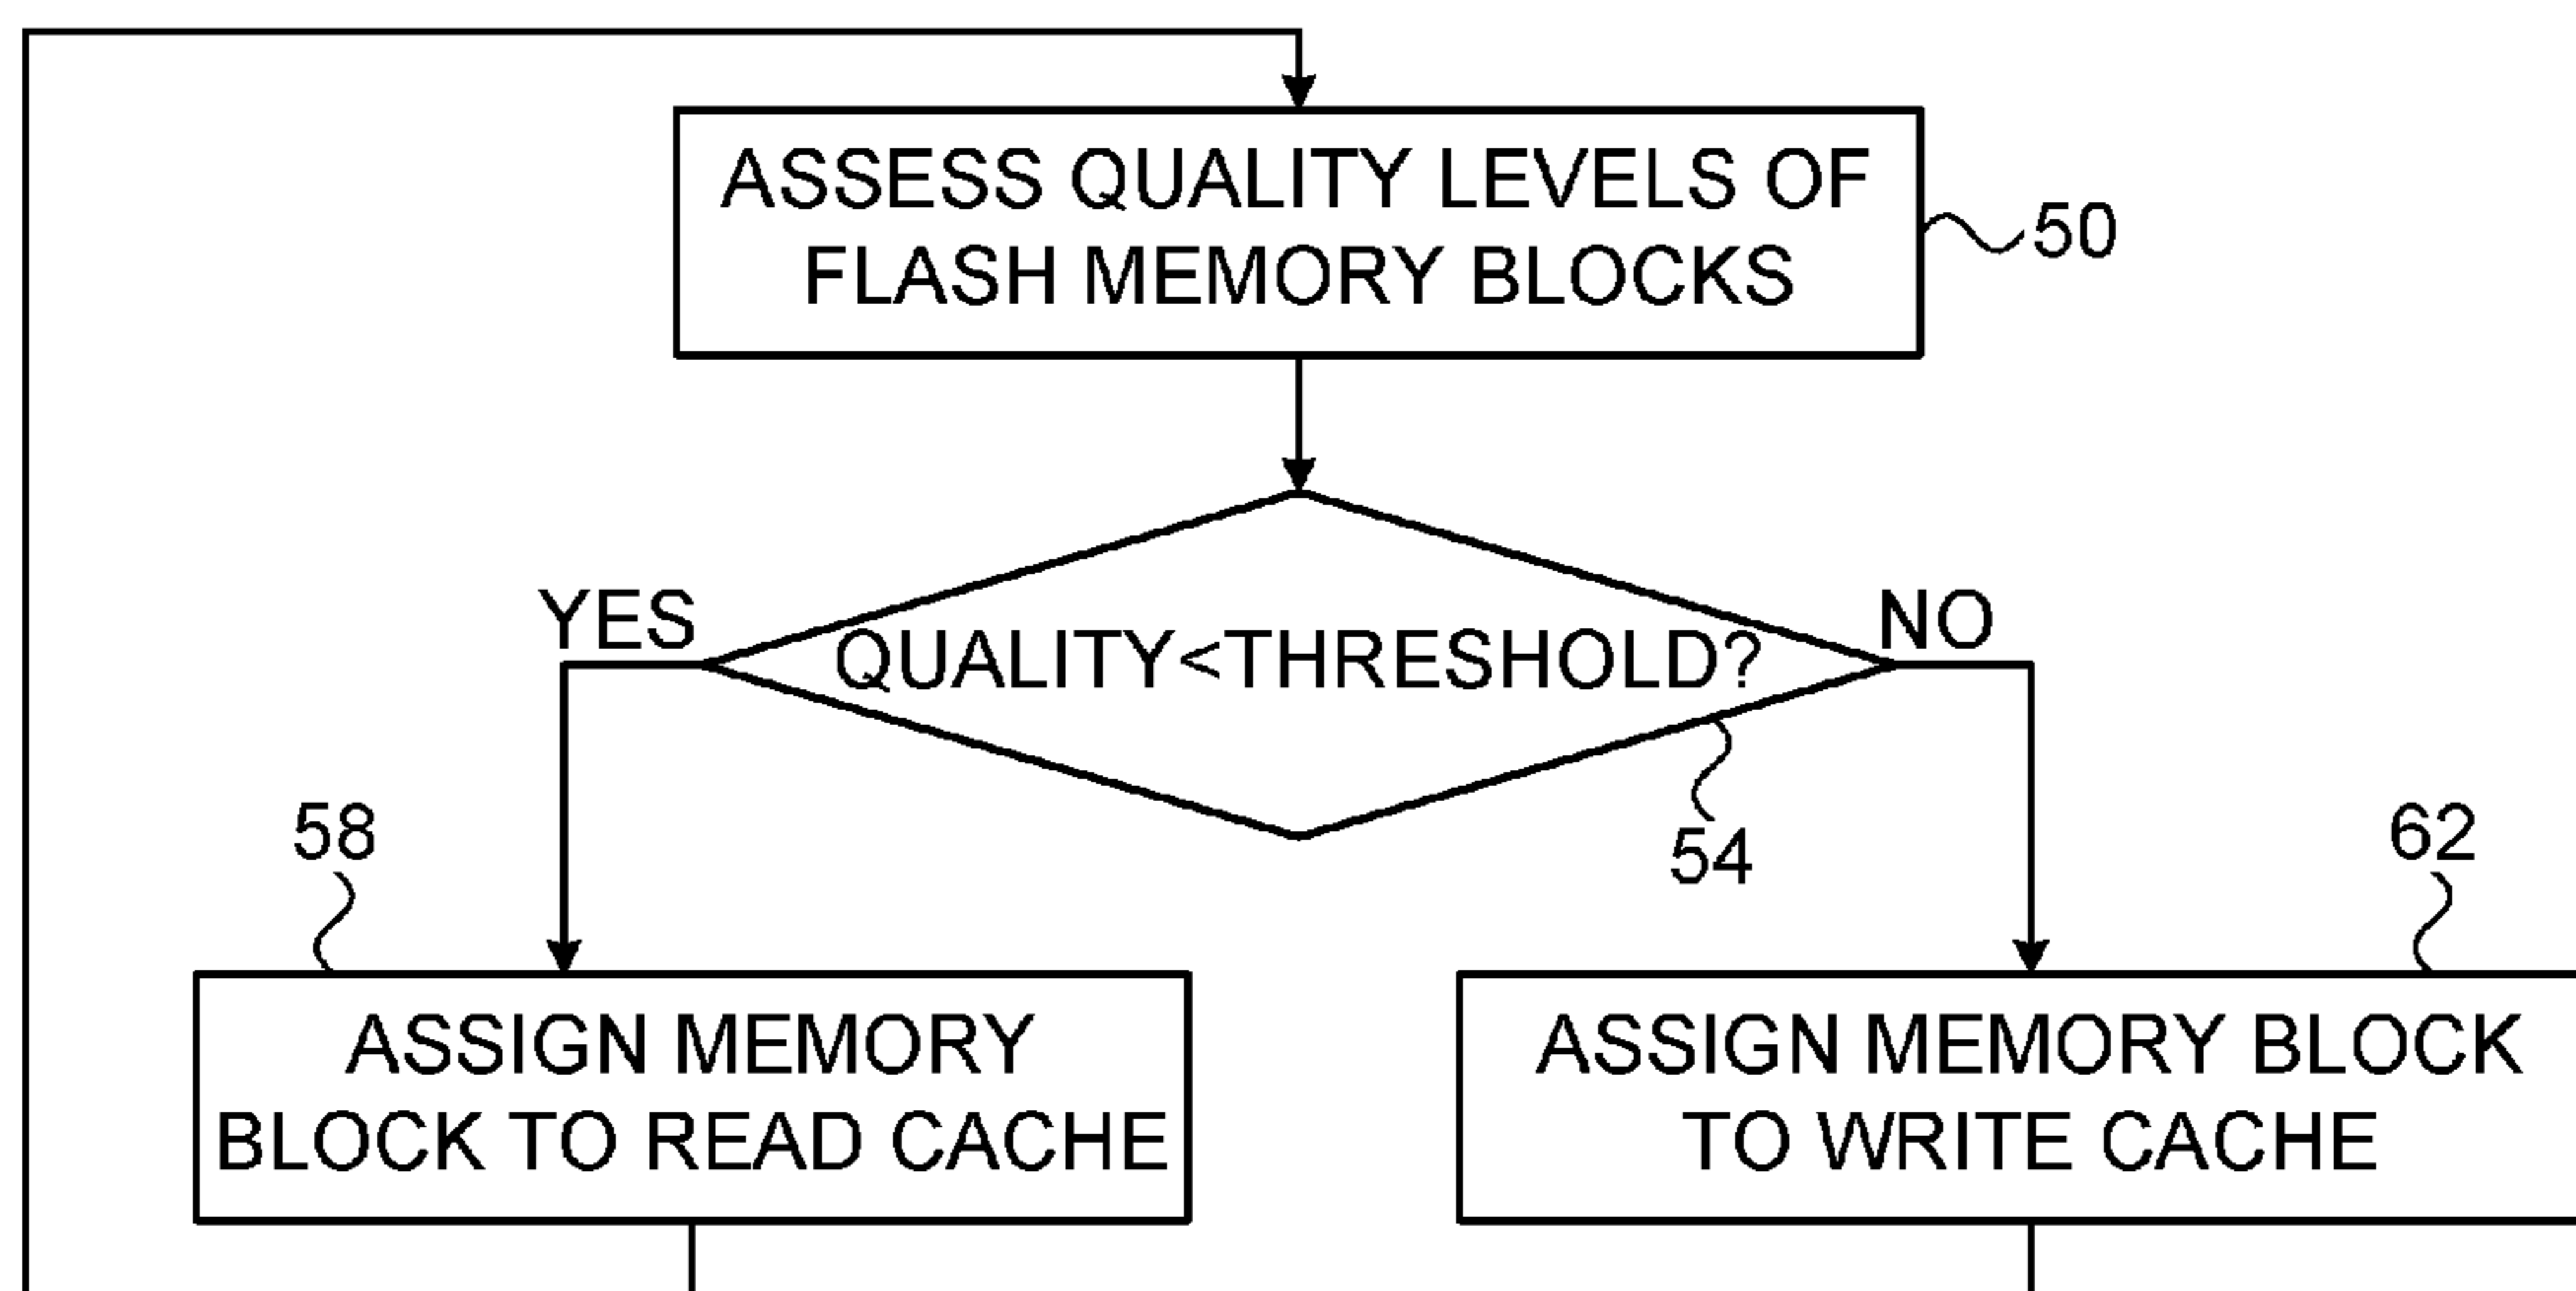 ASSESS QUALITY LEVELS OF
FLASH MEMORY BLOCKS
50
YES
QUALITY<THRESHOLD?
NO
54
58
ASSIGN MEMORY
BLOCK TO READ CACHE
62
ASSIGN MEMORY BLOCK
TO WRITE CACHE